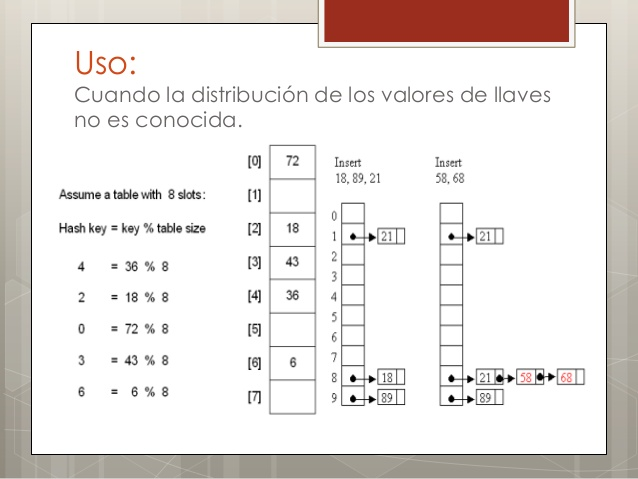 Uso:
Cuando la distribución de los valores de llaves
no es conocida.
Assume a table with 8 slots:
Hash key = key % table size
4 = 36 % 8
2 = 18 % 8
0 = 72 % 8
3 = 43 % 8
6 = 6 % 8
[0] 72
[1]
[2] 18
[3] 43
[4] 36
[5]
[6] 6
[7]
Insert
18, 89, 21
0
1 21
2
3
4
5
6
7
8 18
9 89
Insert
58, 68
21
21 58 68
89